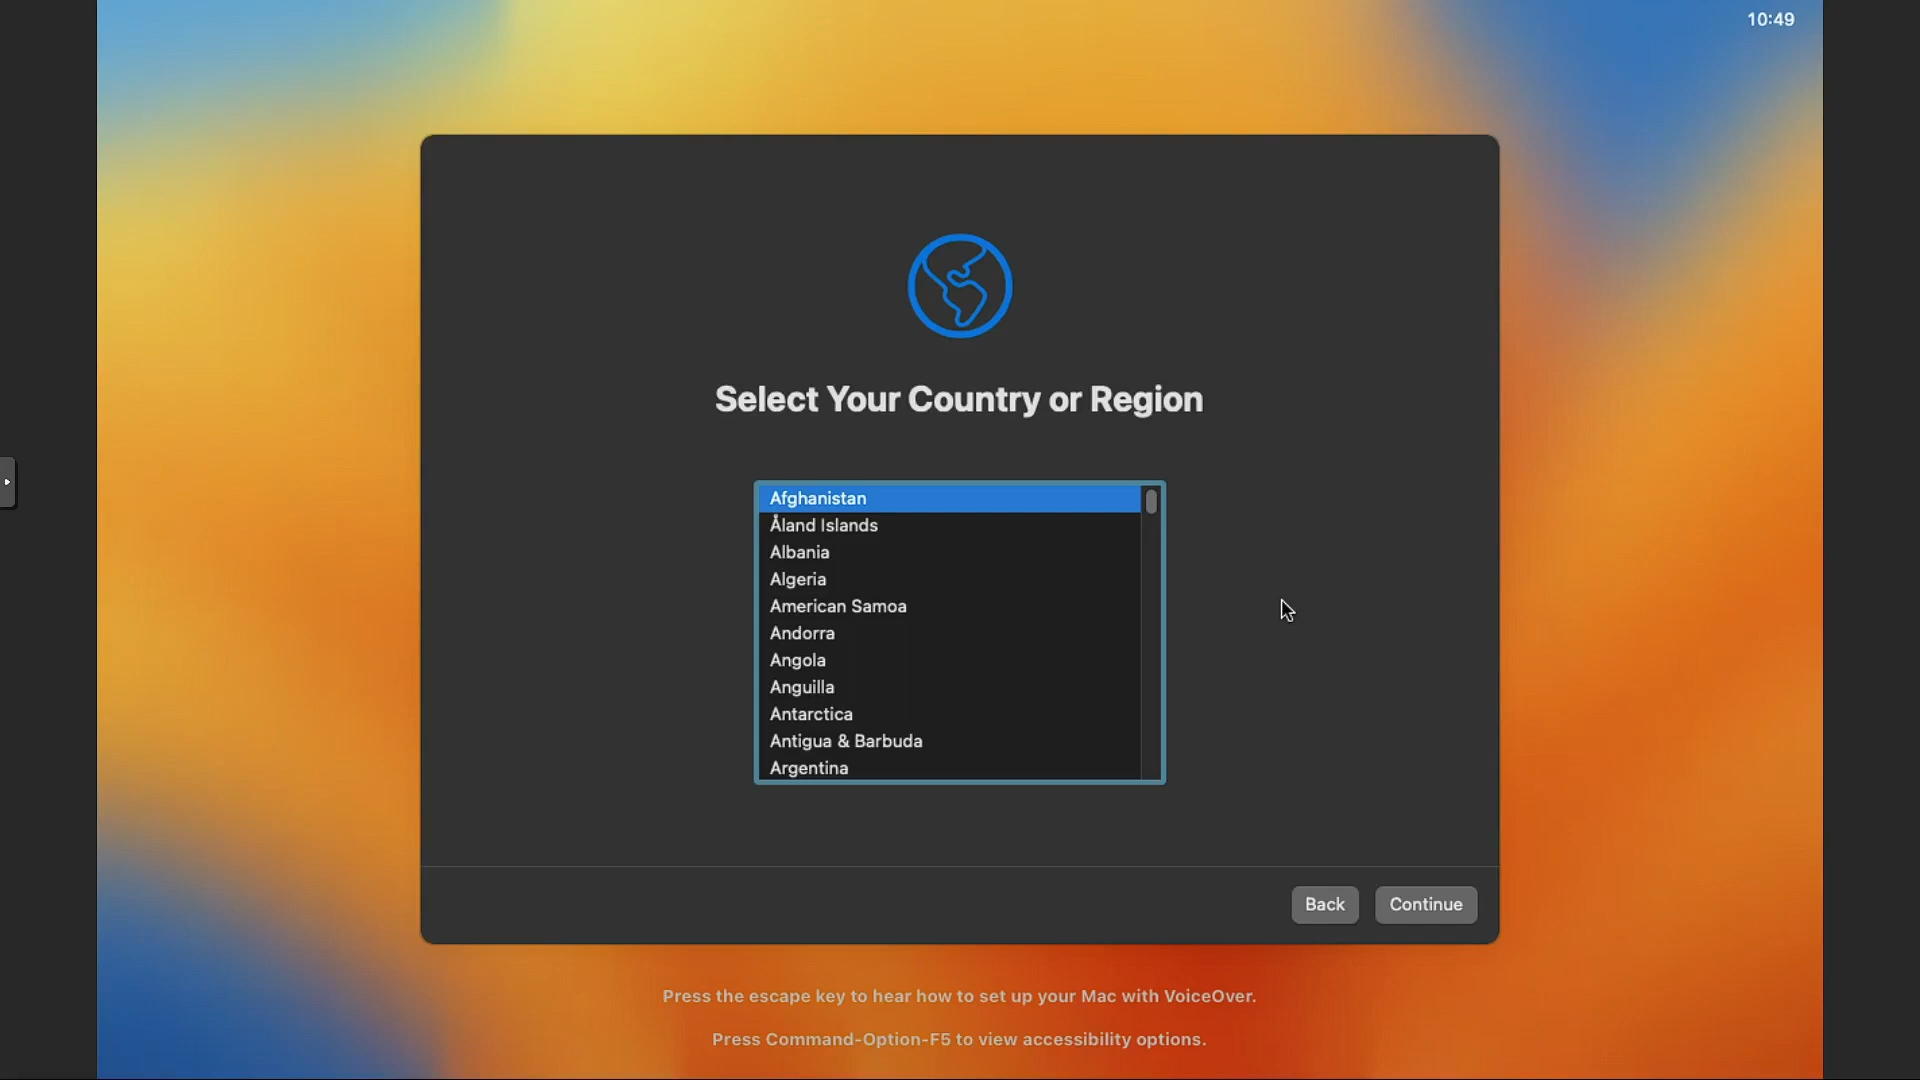 10:49
Select Your Country or Region
Afghanistan
Åland Islands
Albania
Algeria
American Samoa
Andorra
Angola
Anguilla
Antarctica
Antigua & Barbuda
Argentina
Back
Continue
Press the escape key to hear how to set up your Mac with VoiceOver.
Press Command-Option-F5 to view accessibility options.